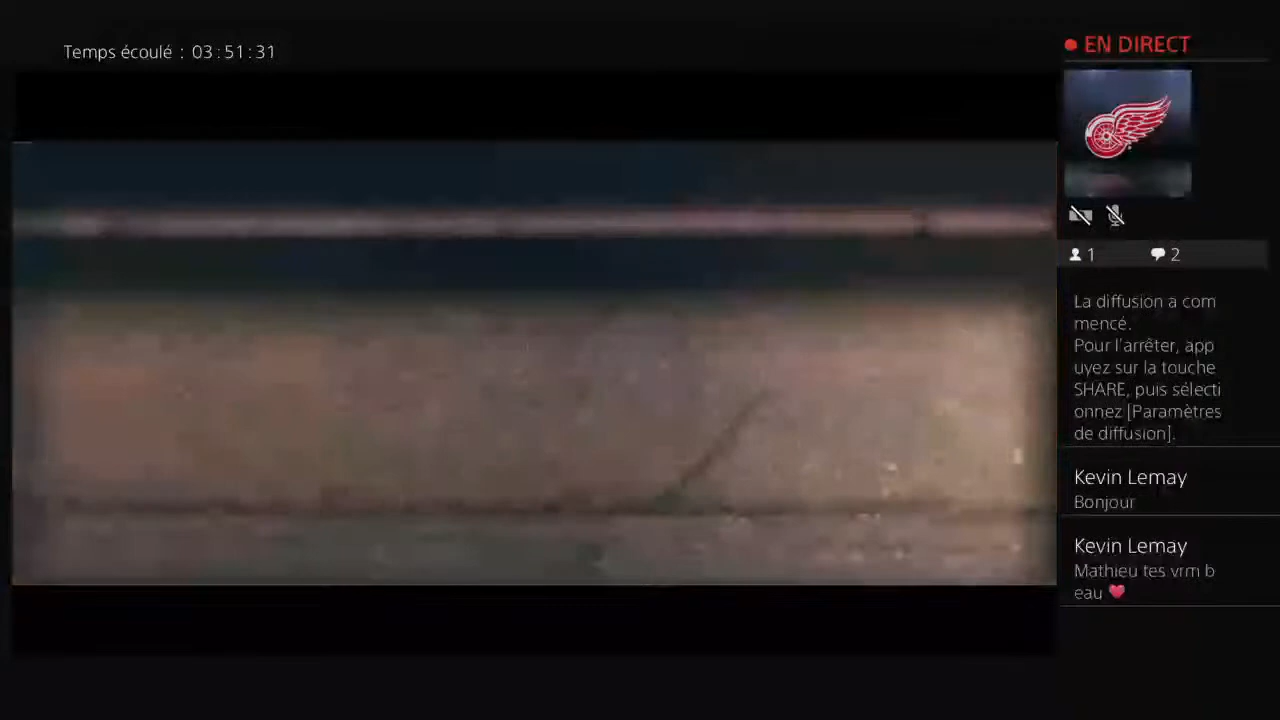 Temps écoulé : 03:51:31
EN DIRECT
1
2
La diffusion a com
mencé.
Pour l'arrêter, app
uyez sur la touche
SHARE, puis sélecti
onnez [Paramètres
de diffusion].
Kevin Lemay
Bonjour
Kevin Lemay
Mathieu tes vrm b
eau ❤